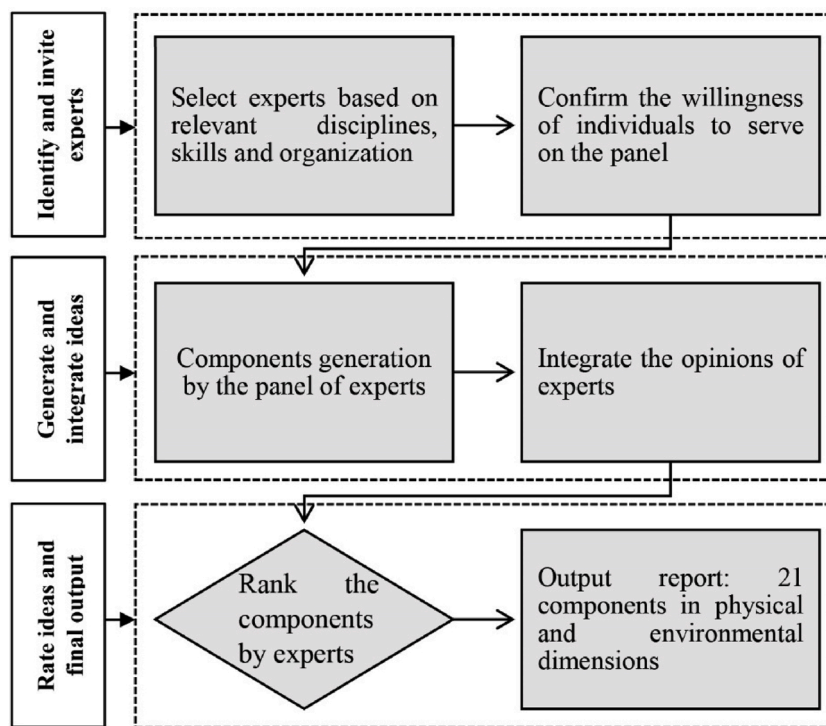 Identify and invite
experts
Select experts based on
relevant disciplines,
skills and organization
Confirm the willingness
of individuals to serve
on the panel
Generate and
integrate ideas
Components generation
by the panel of experts
Integrate the opinions of
experts
Rate ideas and
final output
Rank the
components
by experts
Output report: 21
components in physical
and environmental
dimensions